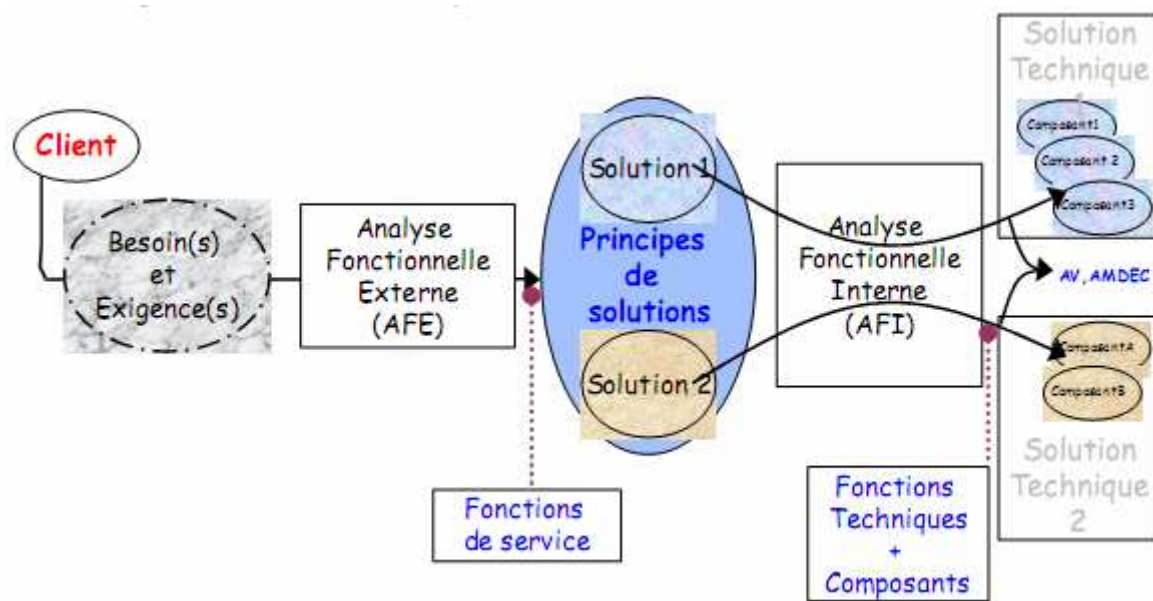 Client
Besoin(s)
et
Exigence(s)
Analyse
Fonctionnelle
Externe
(AFE)
Fonctions
de service
Solution 1
Principes
de
solutions
Solution 2
Analyse
Fonctionnelle
Interne
(AFI)
Fonctions
Techniques
+
Composants
Solution
Technique
1
Composant1
Composant 2
Composant3
AV, AMDEC
ComposantA
ComposantB
Solution
Technique
2